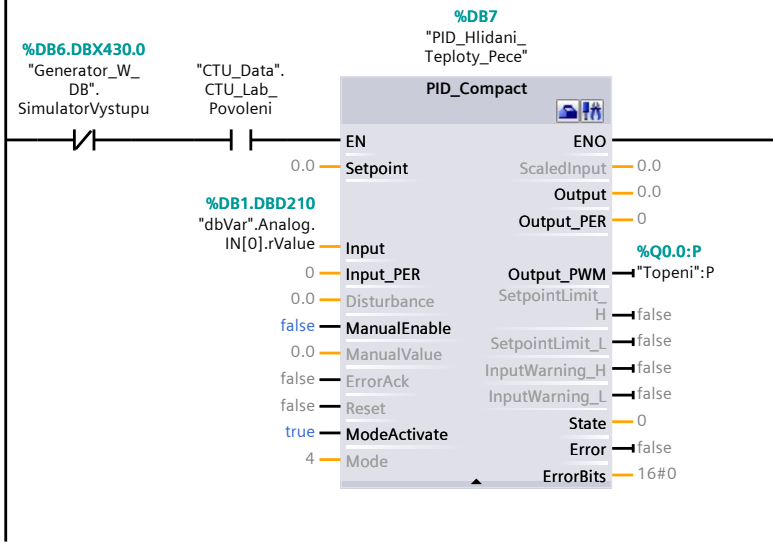 %DB7
"PID_Hlidani_
Teploty_Pece"
%DB6.DBX430.0
"Generator_W_
DB".
SimulatorVystupu
"CTU_Data".
CTU_Lab_
Povoleni
PID_Compact
EN
ENO
0.0
Setpoint
ScaledInput
0.0
Output
0.0
%DB1.DBD210
"dbVar".Analog.
IN[0].rValue
Output_PER
0
Input
%Q0.0:P
"Topeni":P
0
Input_PER
Output_PWM
0.0
Disturbance
SetpointLimit_
H
false
false
ManualEnable
SetpointLimit_L
false
0.0
ManualValue
InputWarning_H
false
false
ErrorAck
InputWarning_L
false
false
Reset
State
0
true
ModeActivate
Error
false
4
Mode
ErrorBits
16#0